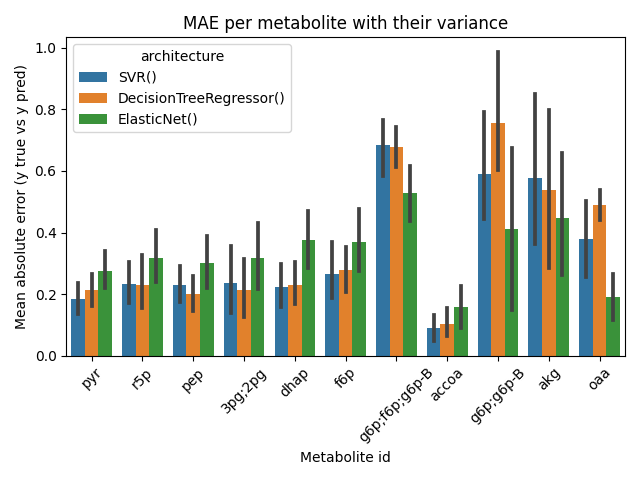 MAE per metabolite with their variance
architecture
SVR()
DecisionTreeRegressor()
ElasticNet()
Mean absolute error (y true vs y pred)
1.0
0.8
0.6
0.4
0.2
0.0
pyr
r5p
pep
3pg;2pg
dhap
f6p
g6p;f6p;g6p-B
accoa
g6p;g6p-B
akg
oaa
Metabolite id